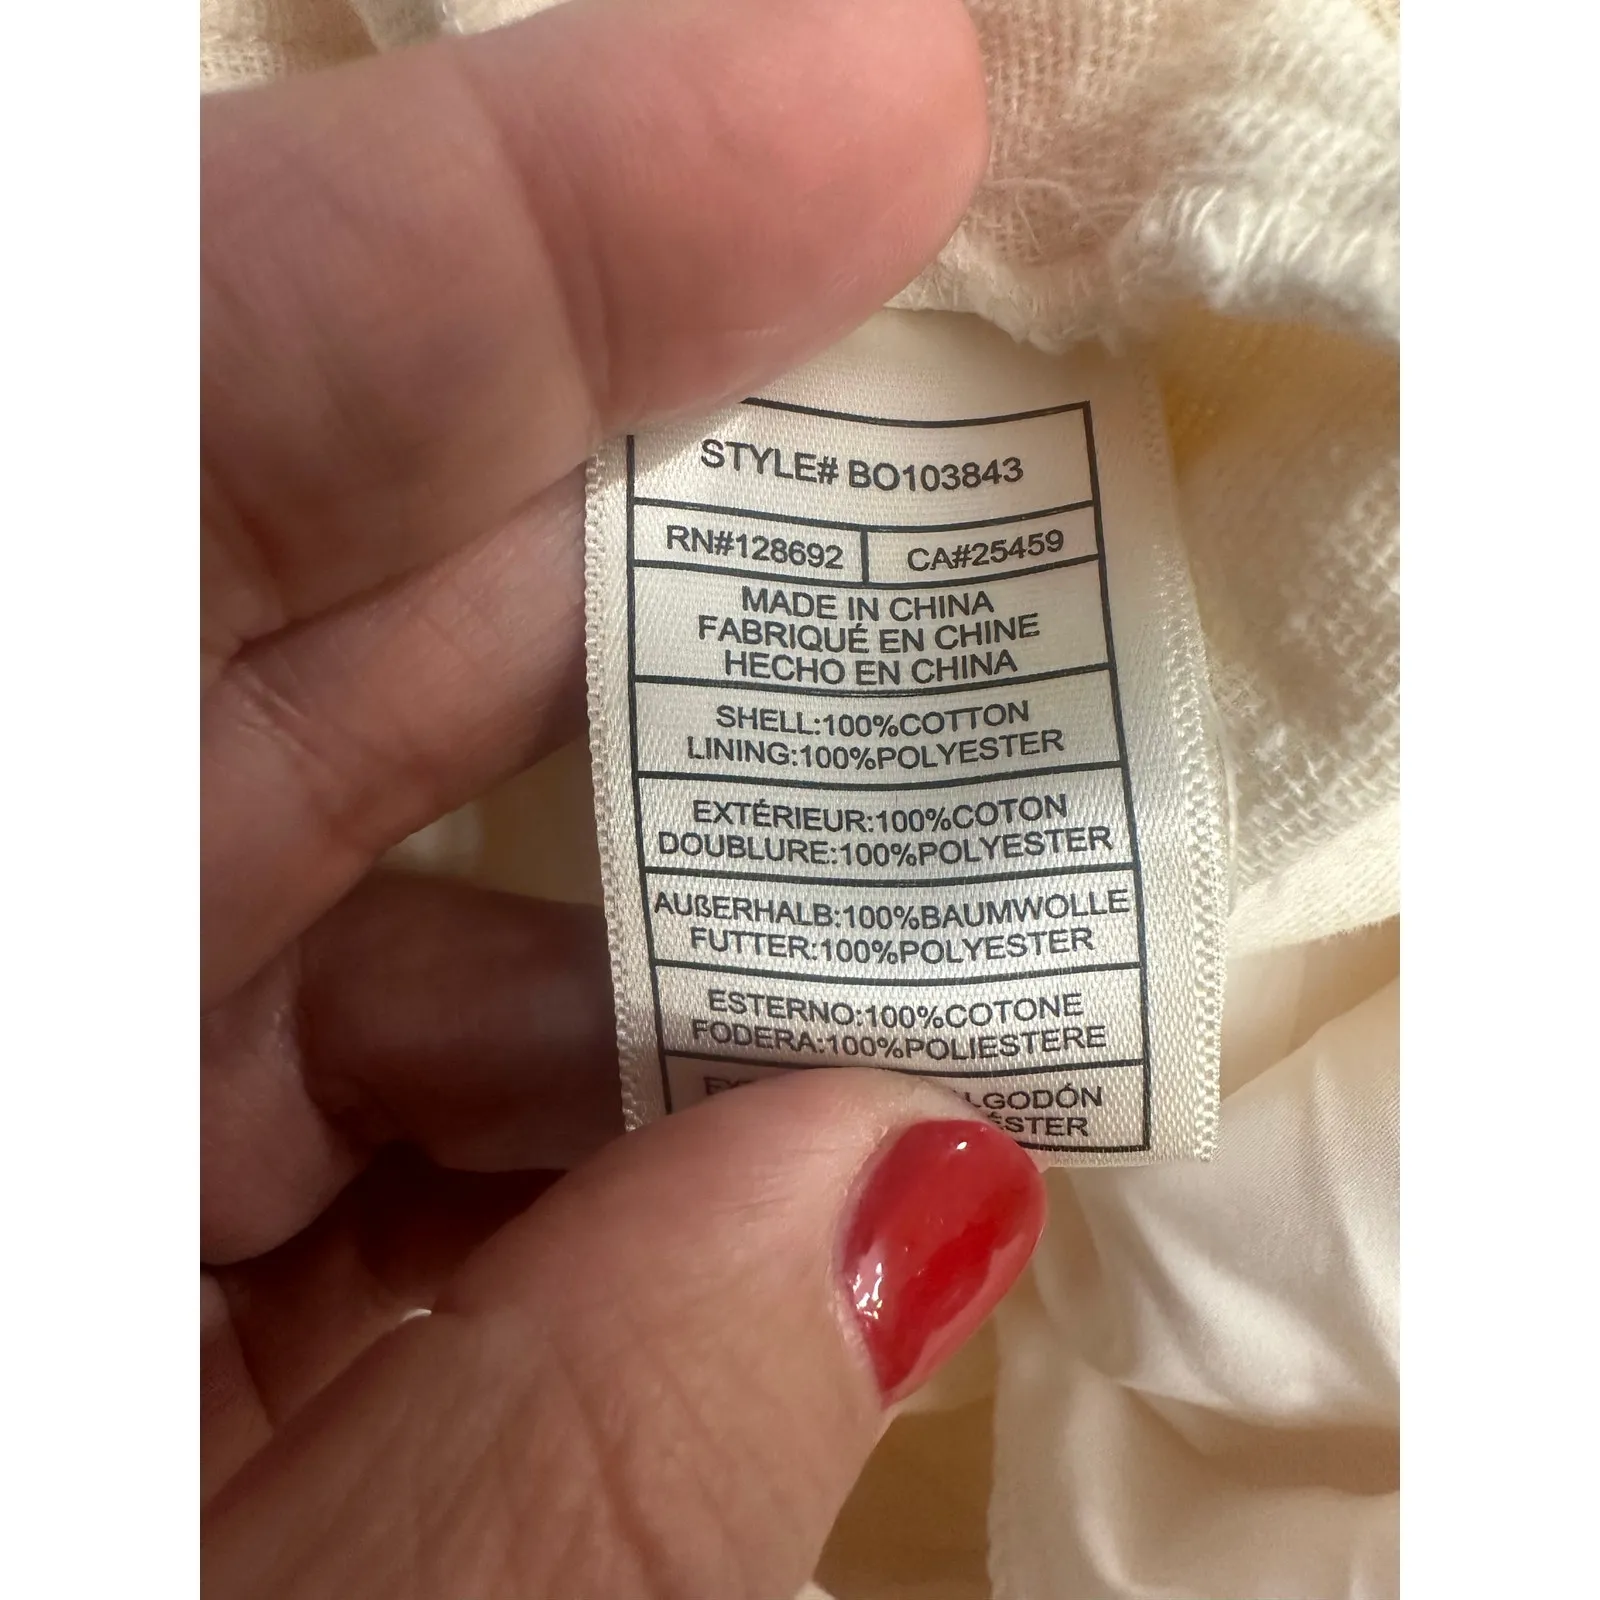 STYLE# BO103843
RN#128692 CA#25459
MADE IN CHINA
FABRIQUÉ EN CHINE
HECHO EN CHINA
SHELL:100%COTTON
LINING:100%POLYESTER
EXTÉRIEUR:100%COTON
DOUBLURE:100%POLYESTER
AUßERHALB:100%BAUMWOLLE
FUTTER:100%POLYESTER
ESTERNO:100%COTONE
FODERA:100%POLIESTERE